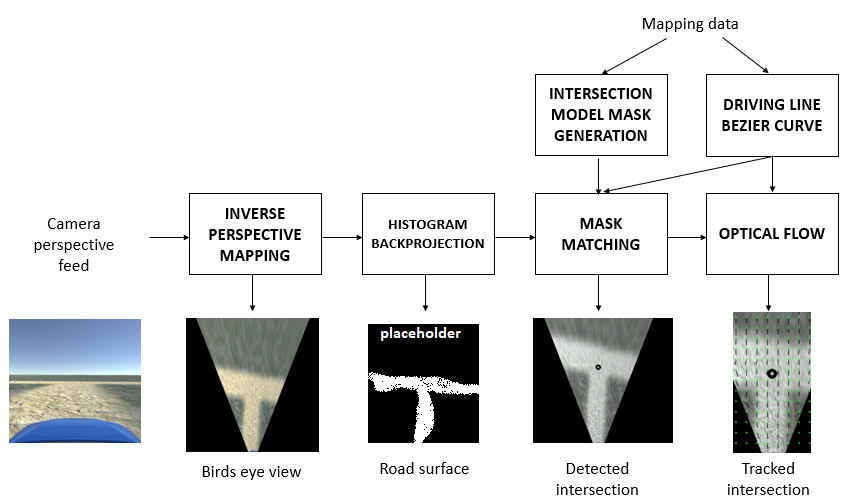 Mapping data
INTERSECTION
MODEL MASK
GENERATION
DRIVING LINE
BEZIER CURVE
Camera
perspective
feed
INVERSE
PERSPECTIVE
MAPPING
HISTOGRAM
BACKPROJECTION
MASK
MATCHING
OPTICAL FLOW
placeholder
Birds eye view
Road surface
Detected
intersection
Tracked
intersection